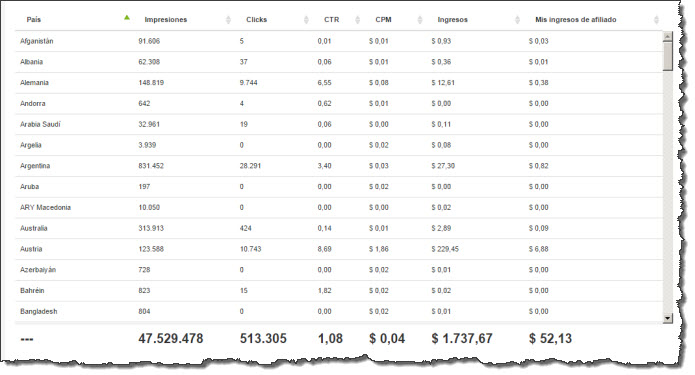 País Impresiones Clicks CTR CPM Ingresos Mis ingresos de afiliado
Afganistán 91.606 5 0,01 $ 0,01 $ 0,93 $ 0,03
Albania 62.308 37 0,06 $ 0,01 $ 0,36 $ 0,01
Alemania 148.819 9.744 6,55 $ 0,08 $ 12,61 $ 0,38
Andorra 642 4 0,62 $ 0,01 $ 0,00 $ 0,00
Arabia Saudí 32.961 19 0,06 $ 0,00 $ 0,11 $ 0,00
Argelia 3.939 0 0,00 $ 0,02 $ 0,08 $ 0,00
Argentina 831.452 28.291 3,40 $ 0,03 $ 27,30 $ 0,82
Aruba 197 0 0,00 $ 0,02 $ 0,00 $ 0,00
ARY Macedonia 10.050 0 0,00 $ 0,00 $ 0,02 $ 0,00
Australia 313.913 424 0,14 $ 0,01 $ 2,89 $ 0,09
Austria 123.588 10.743 8,69 $ 1,86 $ 229,45 $ 6,88
Azerbaiyán 728 0 0,00 $ 0,02 $ 0,01 $ 0,00
Bahréin 823 15 1,82 $ 0,02 $ 0,02 $ 0,00
Bangladesh 804 0 0,00 $ 0,02 $ 0,01 $ 0,00
--- 47.529.478 513.305 1,08 $ 0,04 $ 1.737,67 $ 52,13